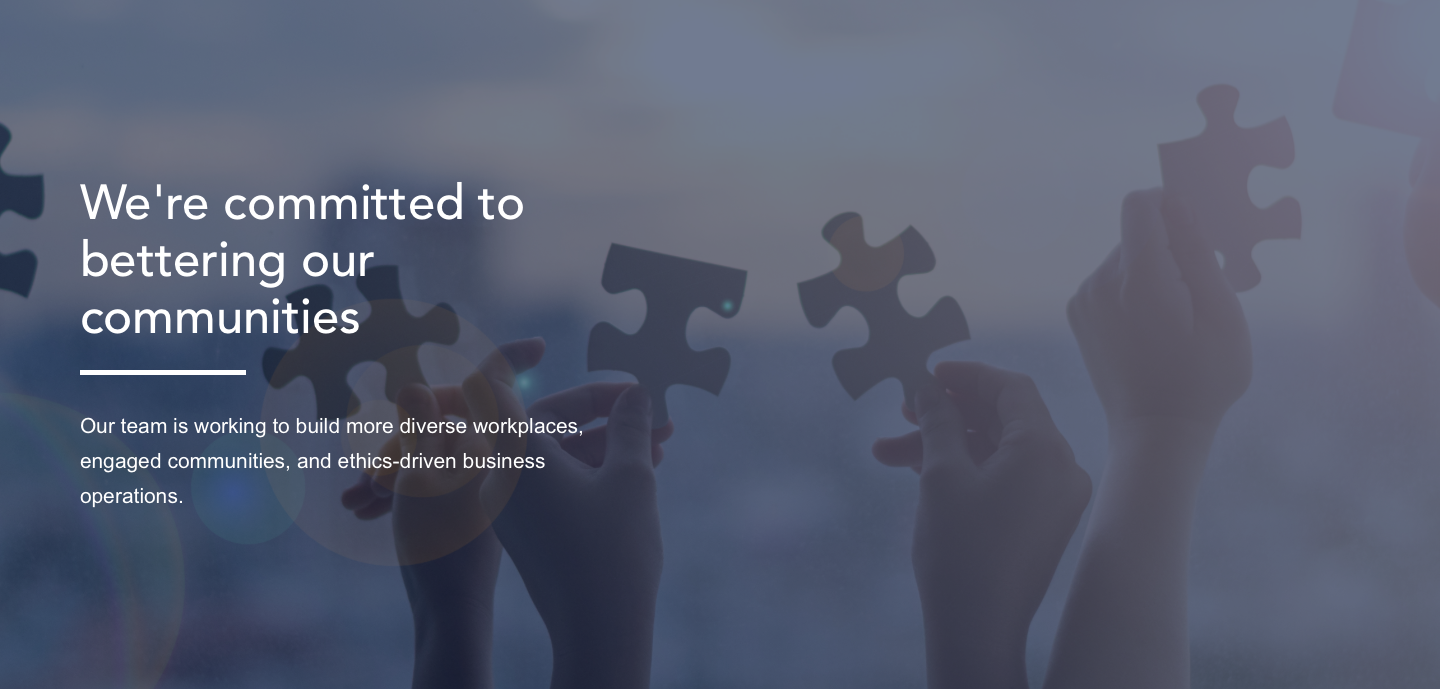 We're committed to
bettering our
communities
Our team is working to build more diverse workplaces,
engaged communities, and ethics-driven business
operations.